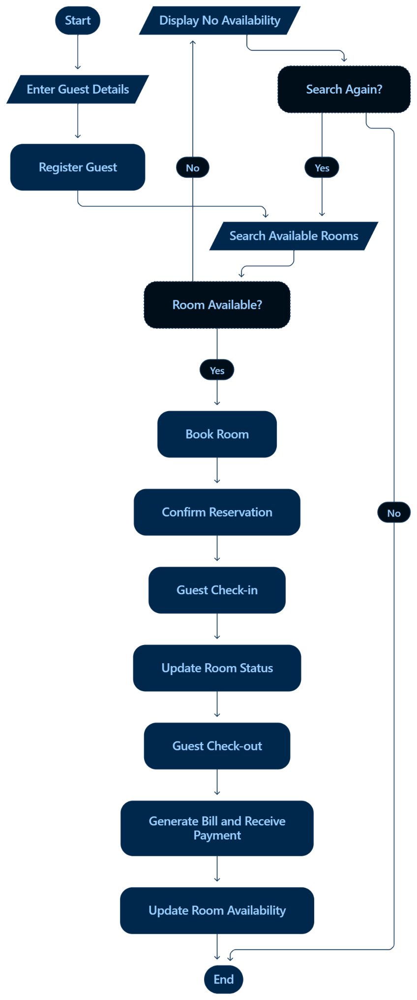 Start
Display No Availability
Enter Guest Details
Search Again?
Register Guest
No
Yes
Search Available Rooms
Room Available?
Yes
Book Room
Confirm Reservation
No
Guest Check-in
Update Room Status
Guest Check-out
Generate Bill and Receive
Payment
Update Room Availability
End